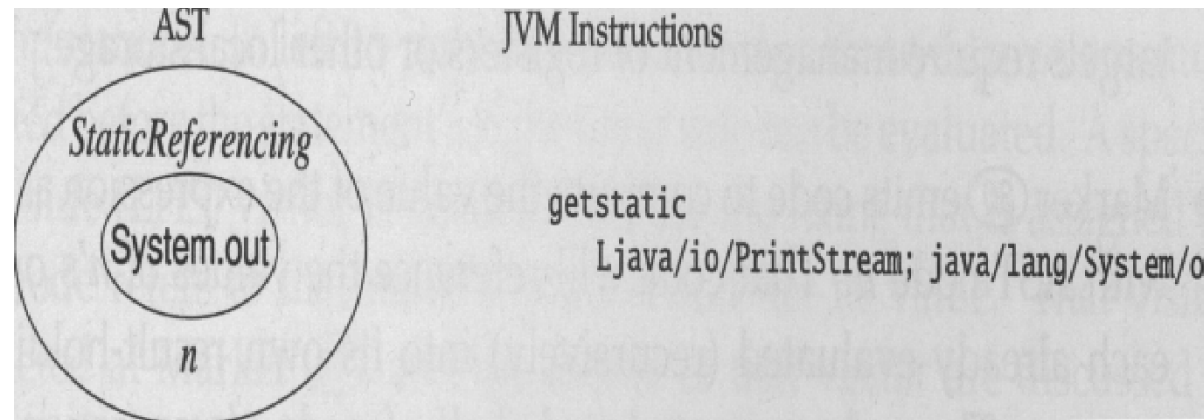 AST JVM Instructions
StaticReferencing
System.out
n
getstatic
Ljava/io/PrintStream; java/lang/System/o